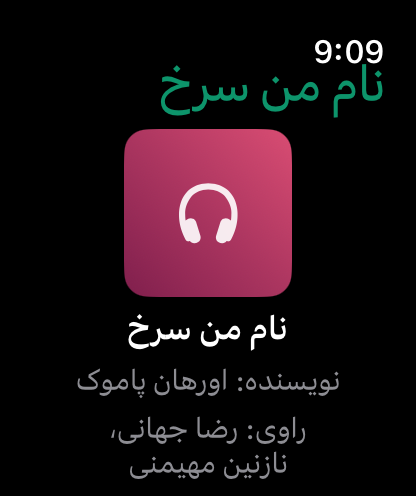 9:09
نام من سرخ
نام من سرخ
نویسنده: اورهان پاموک
راوی: رضا جهانی،
نازنین مهیمنی